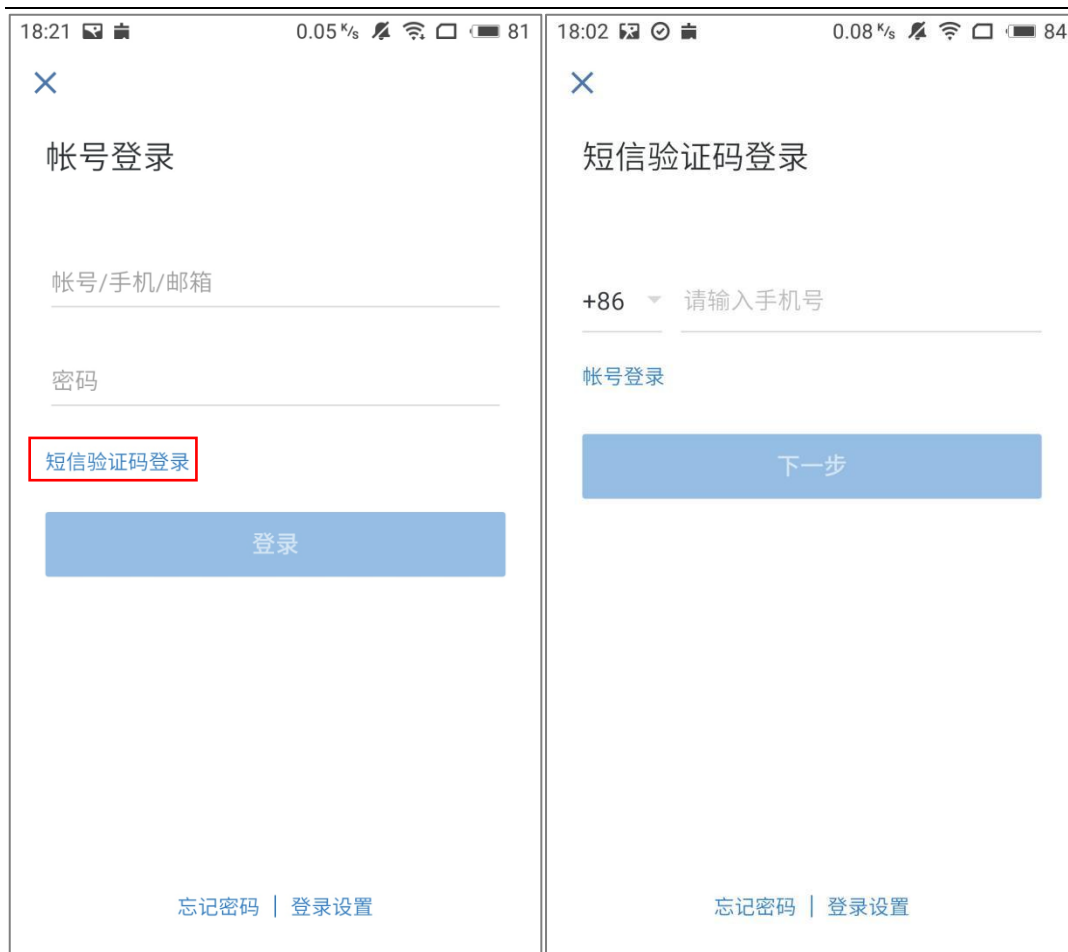 18:21 0.05 K/s 81
帐号登录
帐号/手机/邮箱
密码
短信验证码登录
登录
忘记密码 | 登录设置
18:02 0.08 K/s 84
短信验证码登录
+86 请输入手机号
帐号登录
下一步
忘记密码 | 登录设置